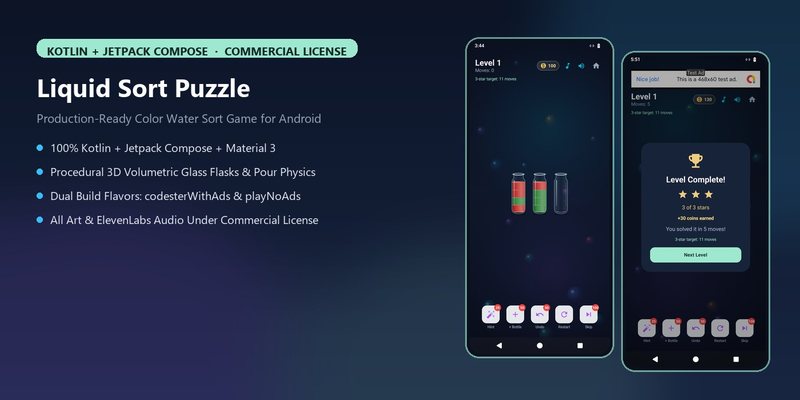 KOTLIN + JETPACK COMPOSE · COMMERCIAL LICENSE
Liquid Sort Puzzle
Production-Ready Color Water Sort Game for Android
100% Kotlin + Jetpack Compose + Material 3
Procedural 3D Volumetric Glass Flasks & Pour Physics
Dual Build Flavors: codesterWithAds & playNoAds
All Art & ElevenLabs Audio Under Commercial License
3:44
Level 1
Moves: 0
100
3-star target: 11 moves
Hint
+ Bottle
Undo
Restart
Skip
5:51
Test Ad
Nice job!
This is a 468x60 test ad.
Level 1
Moves: 5
130
3-star target: 11 moves
Level Complete!
3 of 3 stars
+30 coins earned
You solved it in 5 moves!
3-star target: 11 moves
Next Level
Hint
+ Bottle
Undo
Restart
Skip